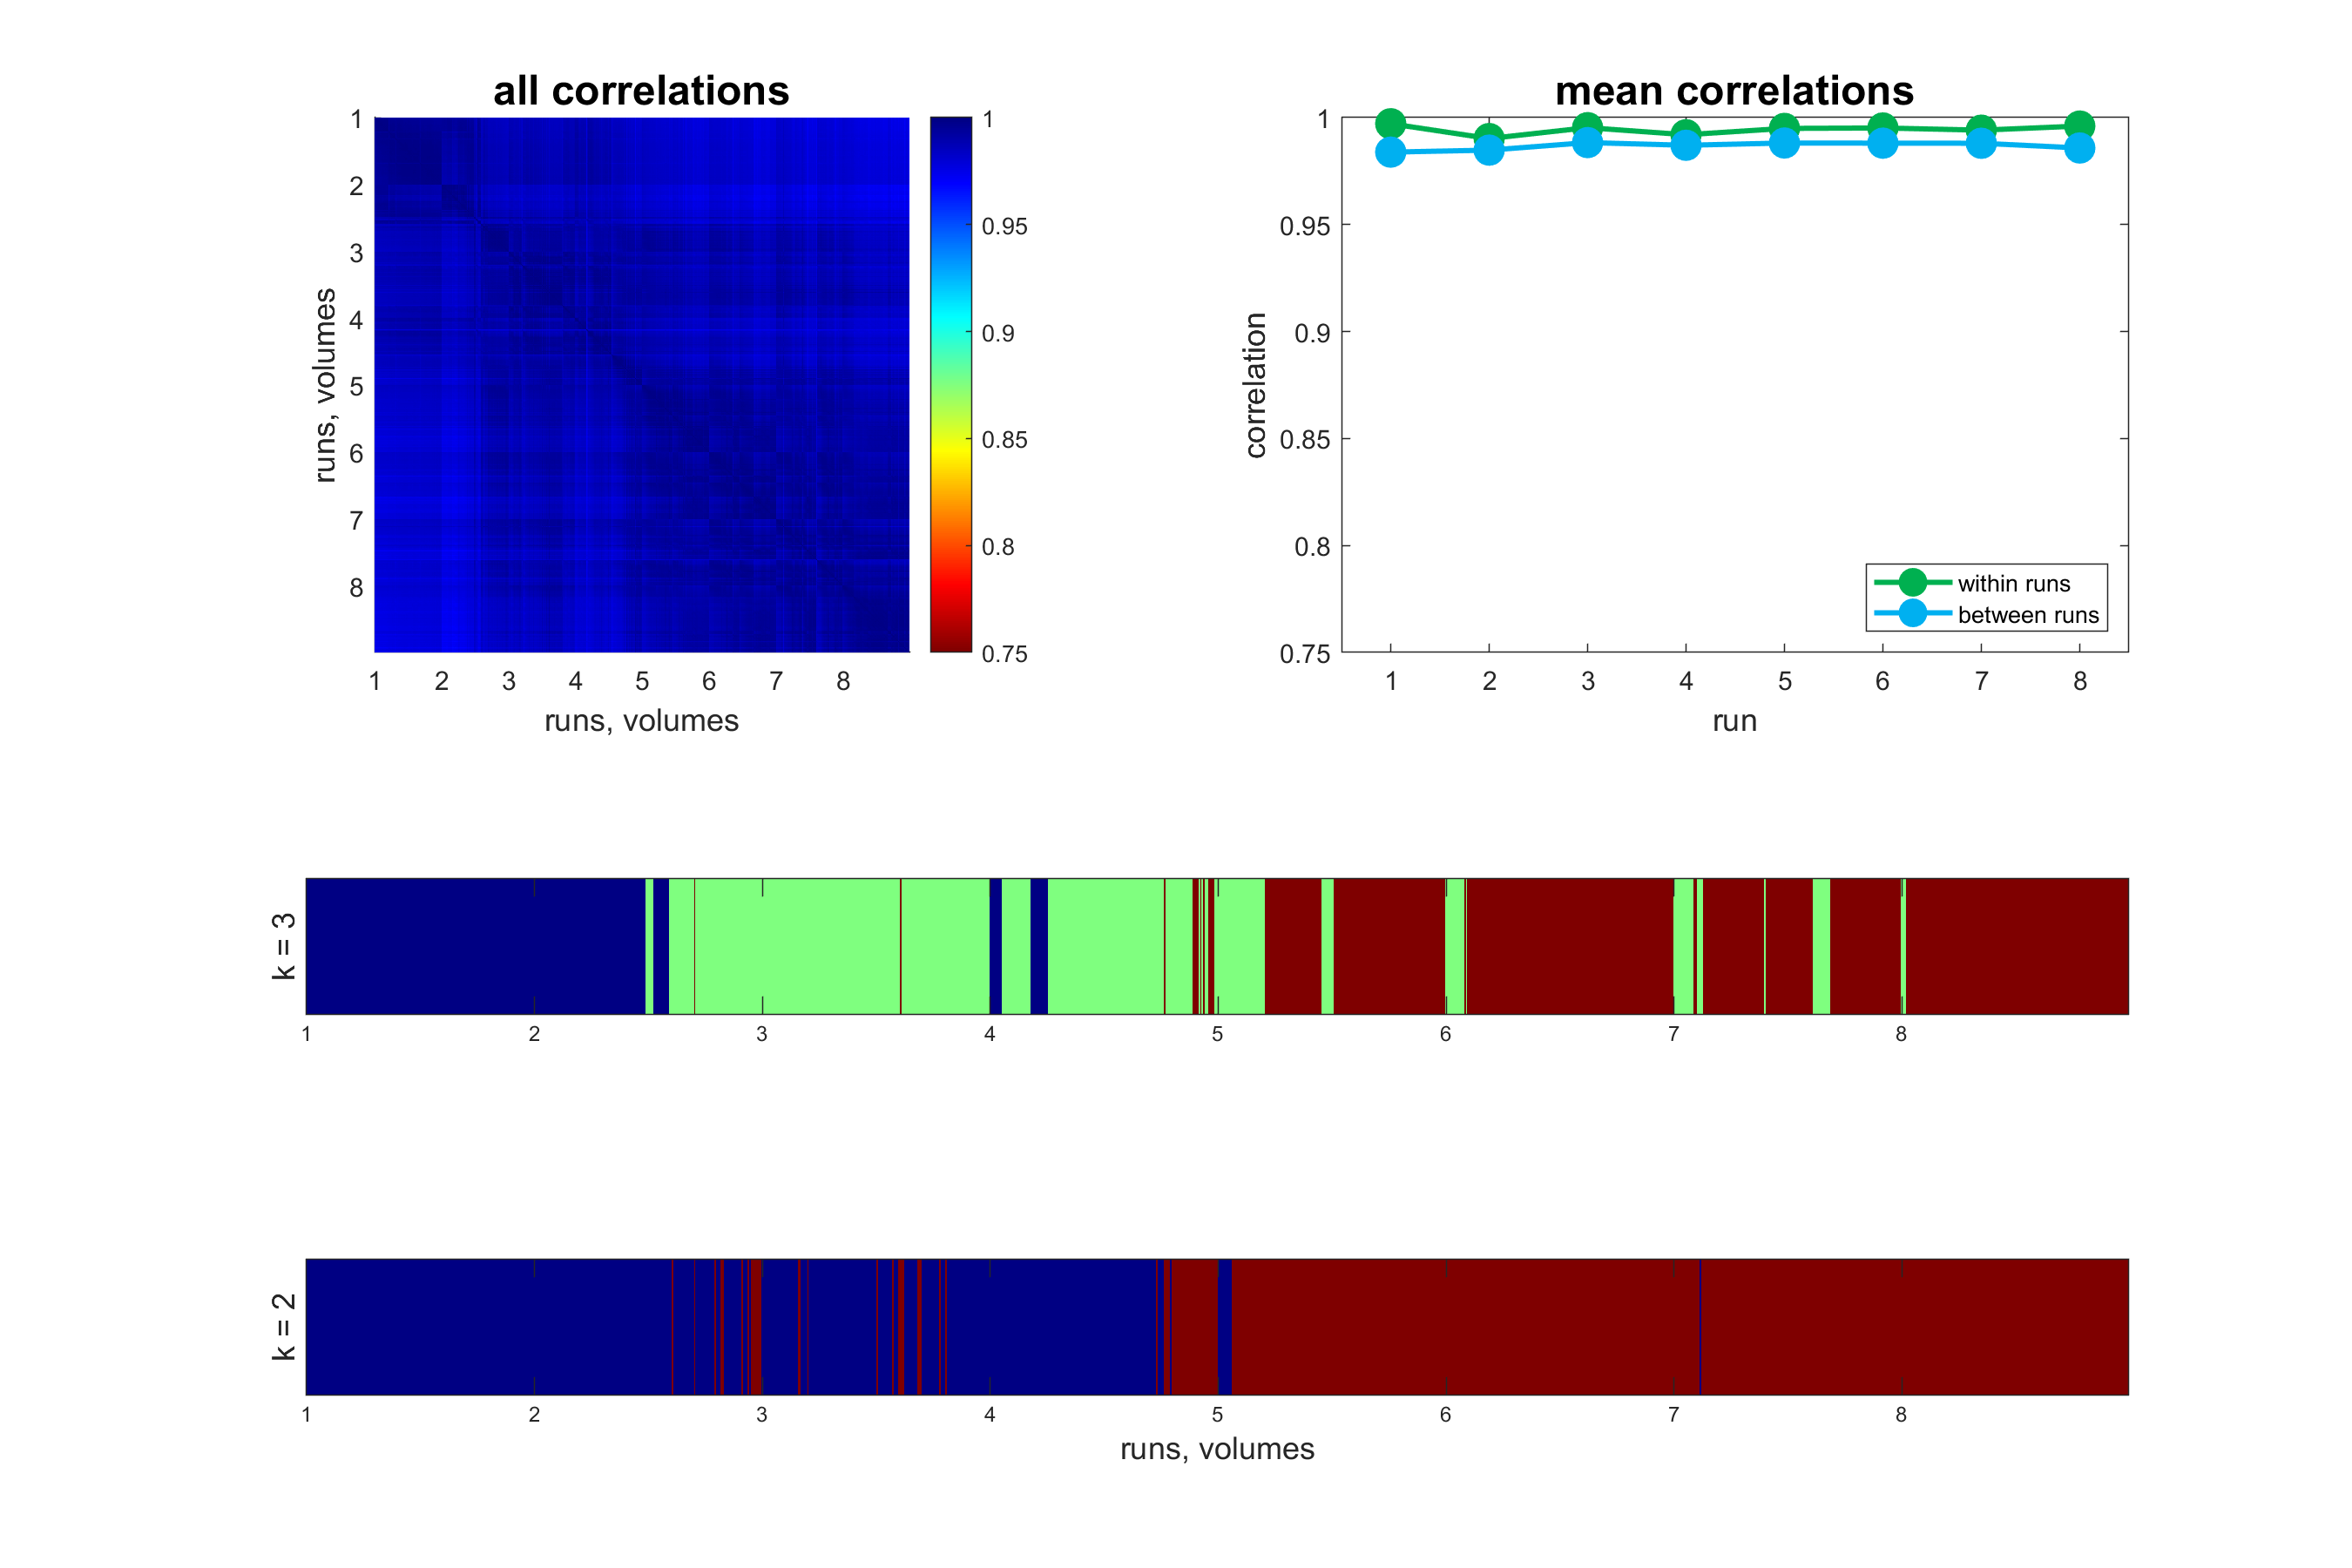 all correlations
1
2
3
4
5
6
7
8
runs, volumes
1 2 3 4 5 6 7 8
runs, volumes
1
0.95
0.9
0.85
0.8
0.75
mean correlations
1
0.95
0.9
0.85
0.8
0.75
correlation
within runs
between runs
1 2 3 4 5 6 7 8
run
k = 3
1 2 3 4 5 6 7 8
k = 2
1 2 3 4 5 6 7 8
runs, volumes